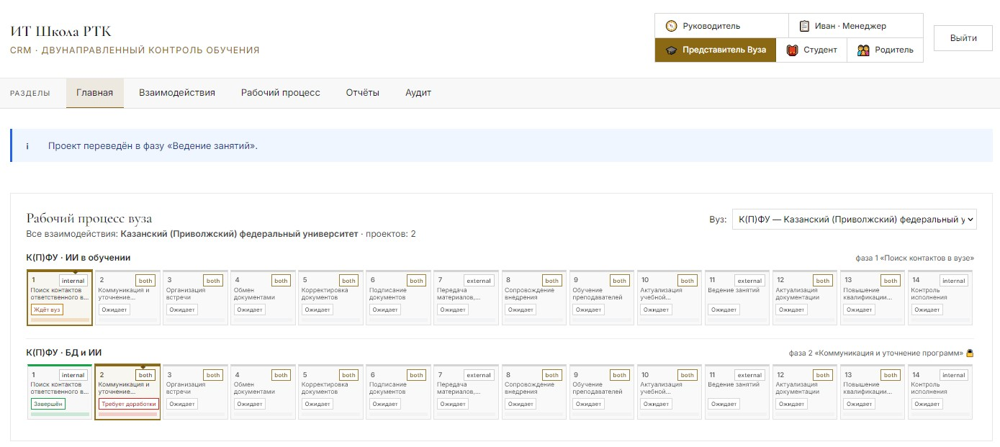 ИТ Школа РТК
CRM · ДВУНАПРАВЛЕННЫЙ КОНТРОЛЬ ОБУЧЕНИЯ
Руководитель
Иван · Менеджер
Представитель Вуза
Студент
Родитель
Выйти
РАЗДЕЛЫ
Главная
Взаимодействия
Рабочий процесс
Отчёты
Аудит
i Проект переведён в фазу «Ведение занятий».
Рабочий процесс вуза
Все взаимодействия: Казанский (Приволжский) федеральный университет · проектов: 2
Вуз:
К(П)ФУ — Казанский (Приволжский) федеральный у
К(П)ФУ · ИИ в обучении
фаза 1 «Поиск контактов в вузе»
1 internal
Поиск контактов
ответственного в...
Ждёт вуз
2 both
Коммуникация и
уточнение...
Ожидает
3 both
Организация
встречи
Ожидает
4 both
Обмен
документами
Ожидает
5 both
Корректировка
документов
Ожидает
6 both
Подписание
документов
Ожидает
7 external
Передача
материалов,...
Ожидает
8 both
Сопровождение
внедрения
Ожидает
9 both
Обучение
преподавателей
Ожидает
10 both
Актуализация
учебной...
Ожидает
11 external
Ведение занятий
Ожидает
12 both
Актуализация
документации
Ожидает
13 both
Повышение
квалификации...
Ожидает
14 internal
Контроль
исполнения
Ожидает
К(П)ФУ · БД и ИИ
фаза 2 «Коммуникация и уточнение программ»
1 internal
Поиск контактов
ответственного в...
Завершён
2 both
Коммуникация и
уточнение...
Требует доработки
3 both
Организация
встречи
Ожидает
4 both
Обмен
документами
Ожидает
5 both
Корректировка
документов
Ожидает
6 both
Подписание
документов
Ожидает
7 external
Передача
материалов,...
Ожидает
8 both
Сопровождение
внедрения
Ожидает
9 both
Обучение
преподавателей
Ожидает
10 both
Актуализация
учебной...
Ожидает
11 external
Ведение занятий
Ожидает
12 both
Актуализация
документации
Ожидает
13 both
Повышение
квалификации...
Ожидает
14 internal
Контроль
исполнения
Ожидает